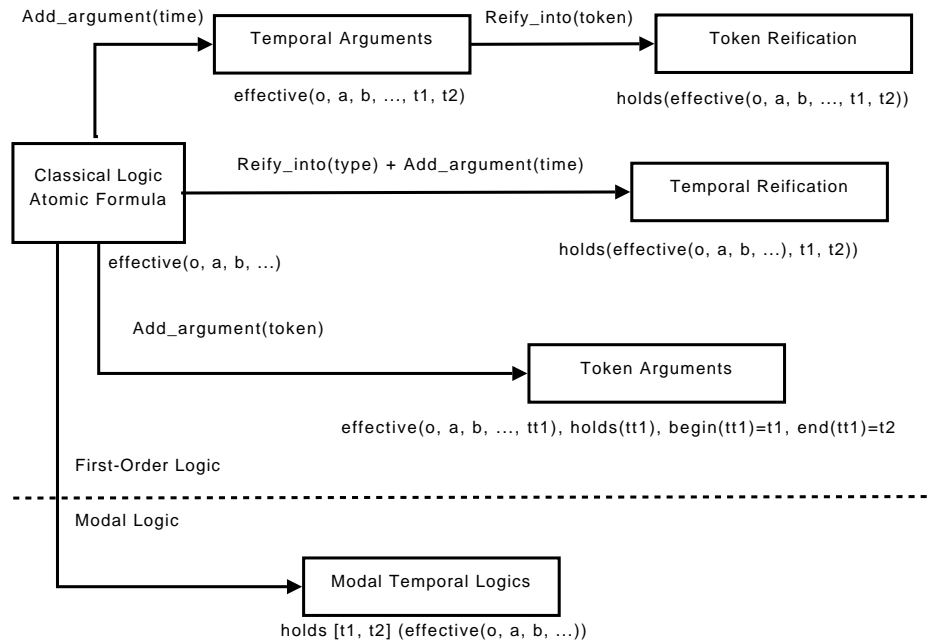 Add_argument(time)
Temporal Arguments
Reify_into(token)
Token Reification
effective(o, a, b, ..., t1, t2)
holds(effective(o, a, b, ..., t1, t2))
Classical Logic
Atomic Formula
Reify_into(type) + Add_argument(time)
Temporal Reification
effective(o, a, b, ...)
holds(effective(o, a, b, ...), t1, t2))
Add_argument(token)
Token Arguments
effective(o, a, b, ..., tt1), holds(tt1), begin(tt1)=t1, end(tt1)=t2
First-Order Logic
Modal Logic
Modal Temporal Logics
holds [t1, t2] (effective(o, a, b, ...))